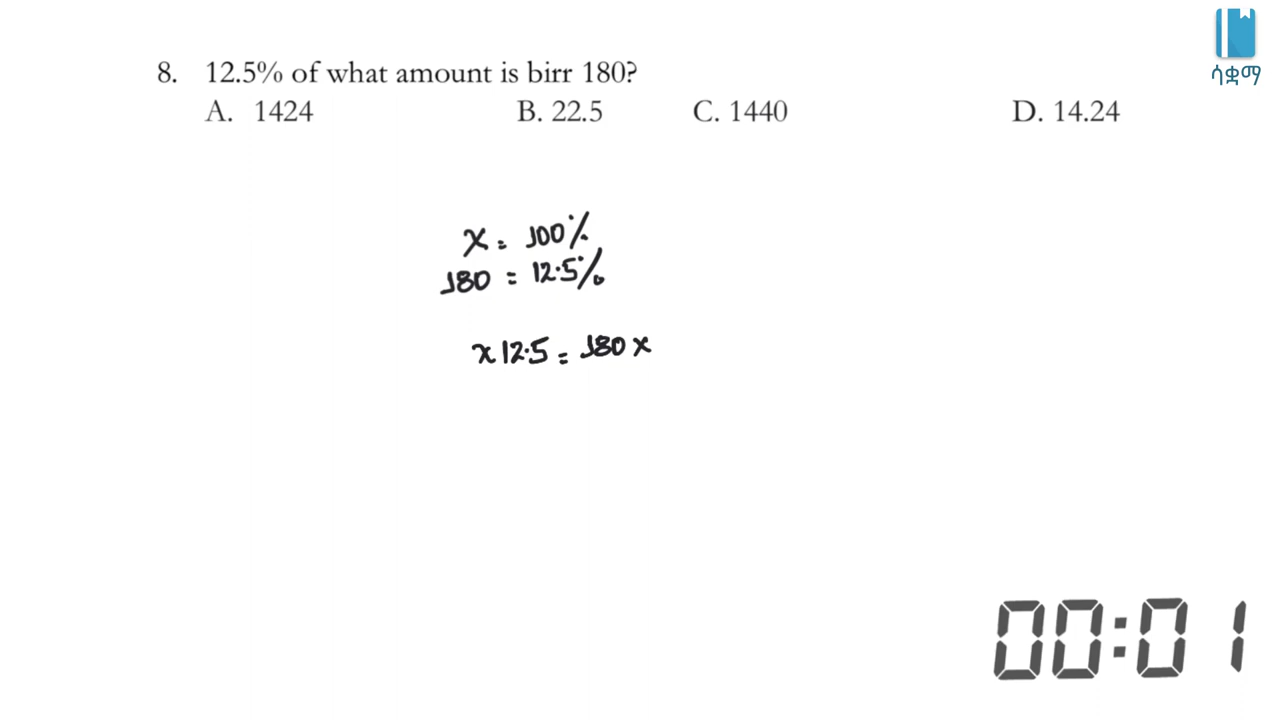 ሳቋማ
8. 12.5% of what amount is birr 180?
A. 1424 B. 22.5 C. 1440 D. 14.24
x = 100%
180 = 12.5%
x 12.5 = 180 x
00:01